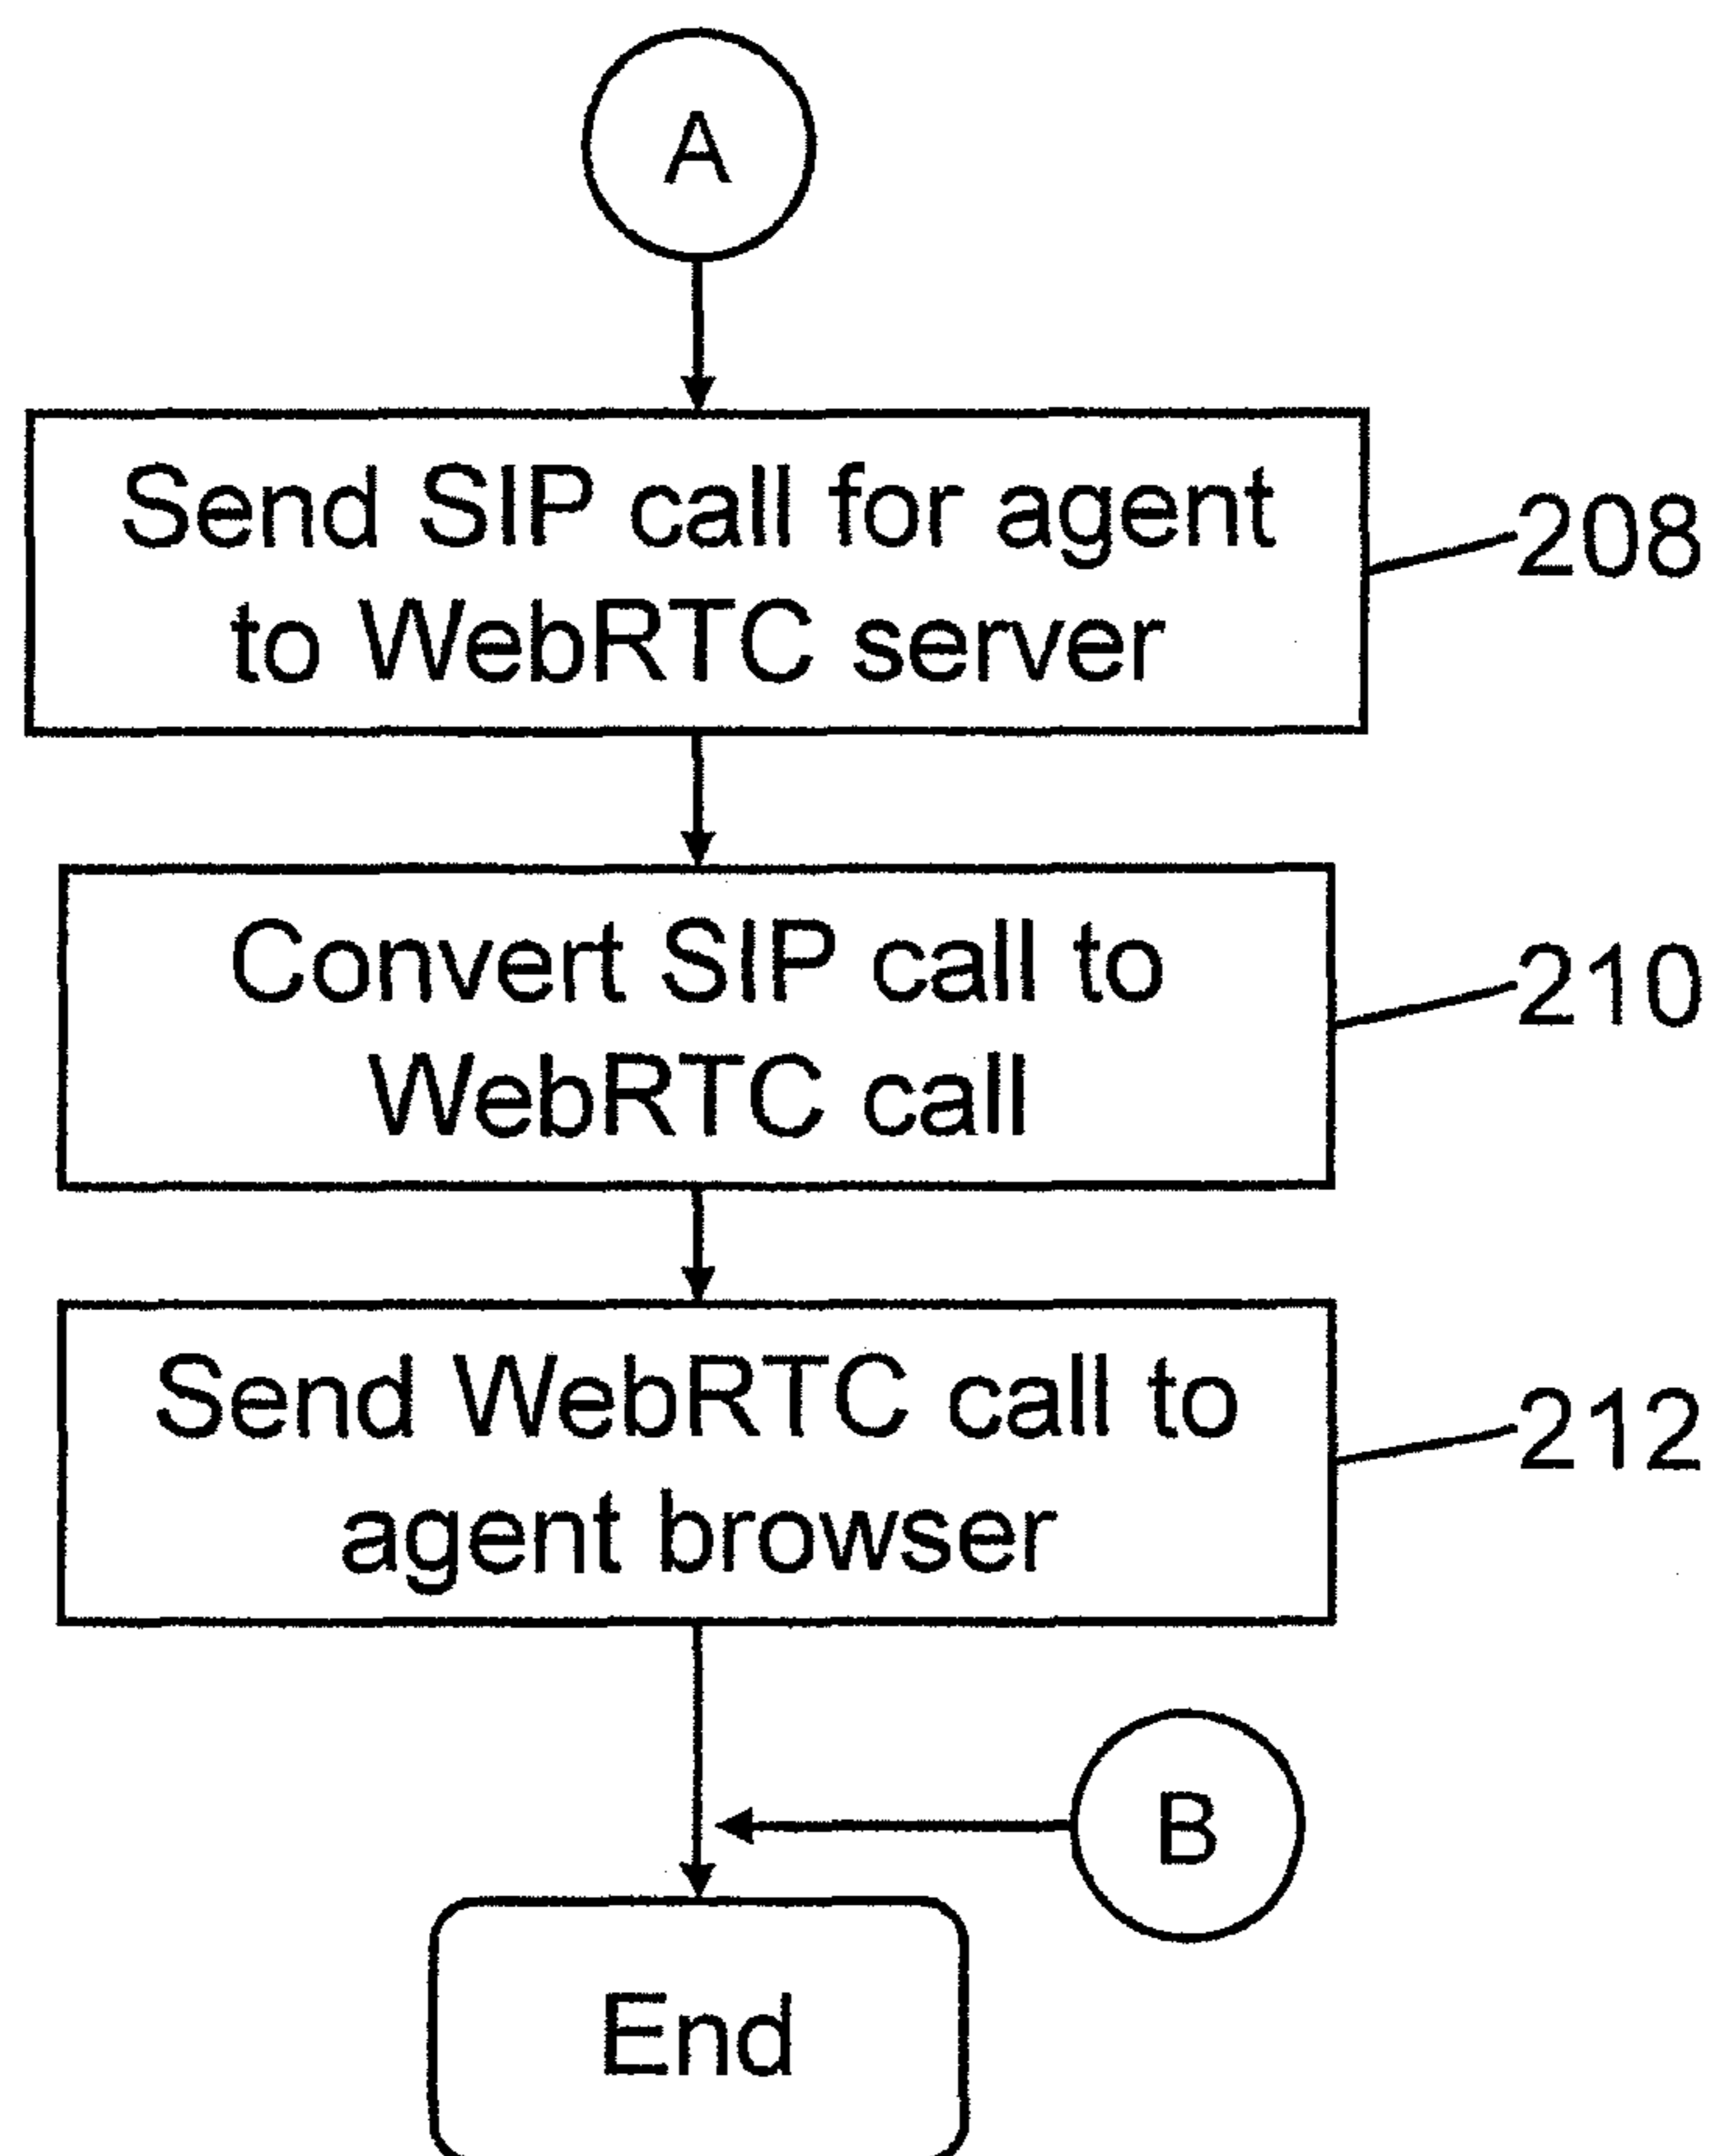 A
Send SIP call for agent
to WebRTC server
208
Convert SIP call to
WebRTC call
210
Send WebRTC call to
agent browser
212
B
End